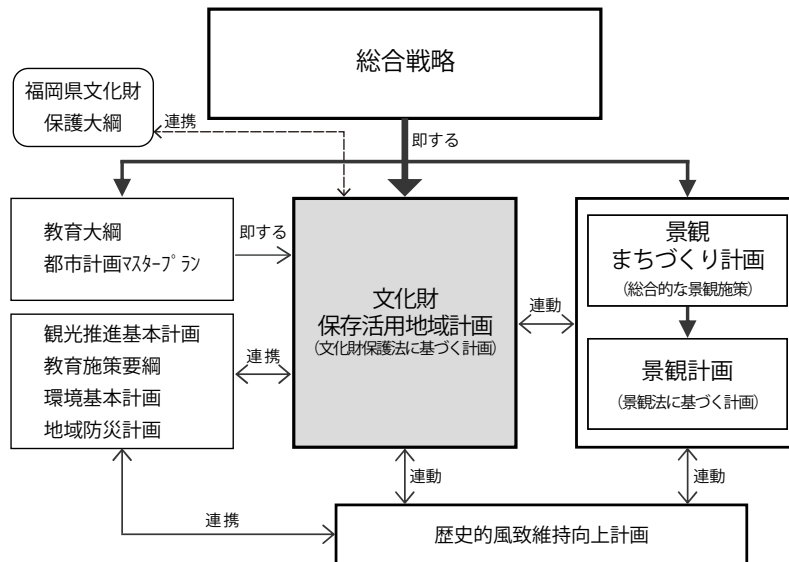 総合戦略
福岡県文化財
保護大綱
連携
即する
教育大綱
都市計画ﾏｽﾀｰﾌﾟﾗﾝ
即する
文化財
保存活用地域計画
(文化財保護法に基づく計画)
連動
景観
まちづくり計画
(総合的な景観施策)
景観計画
(景観法に基づく計画)
観光推進基本計画
教育施策要綱
環境基本計画
地域防災計画
連携
連動
連動
連携
歴史的風致維持向上計画